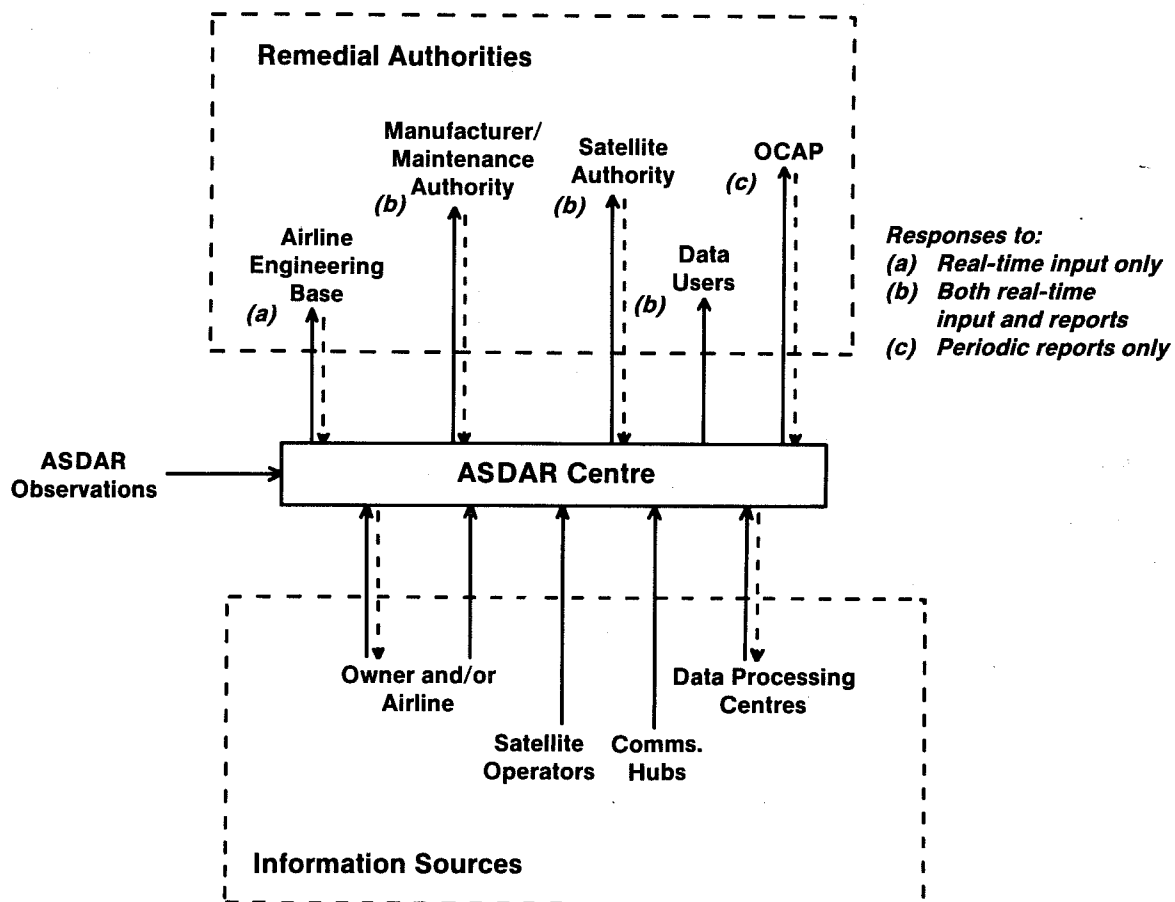 Remedial Authorities
Manufacturer/
Maintenance
Authority
(b)
Satellite
Authority
(b)
OCAP
(c)
Airline
Engineering
Base
(a)
Data
Users
(b)
Responses to:
(a) Real-time input only
(b) Both real-time
input and reports
(c) Periodic reports only
ASDAR
Observations
ASDAR Centre
Owner and/or
Airline
Data Processing
Centres
Satellite
Operators
Comms.
Hubs
Information Sources